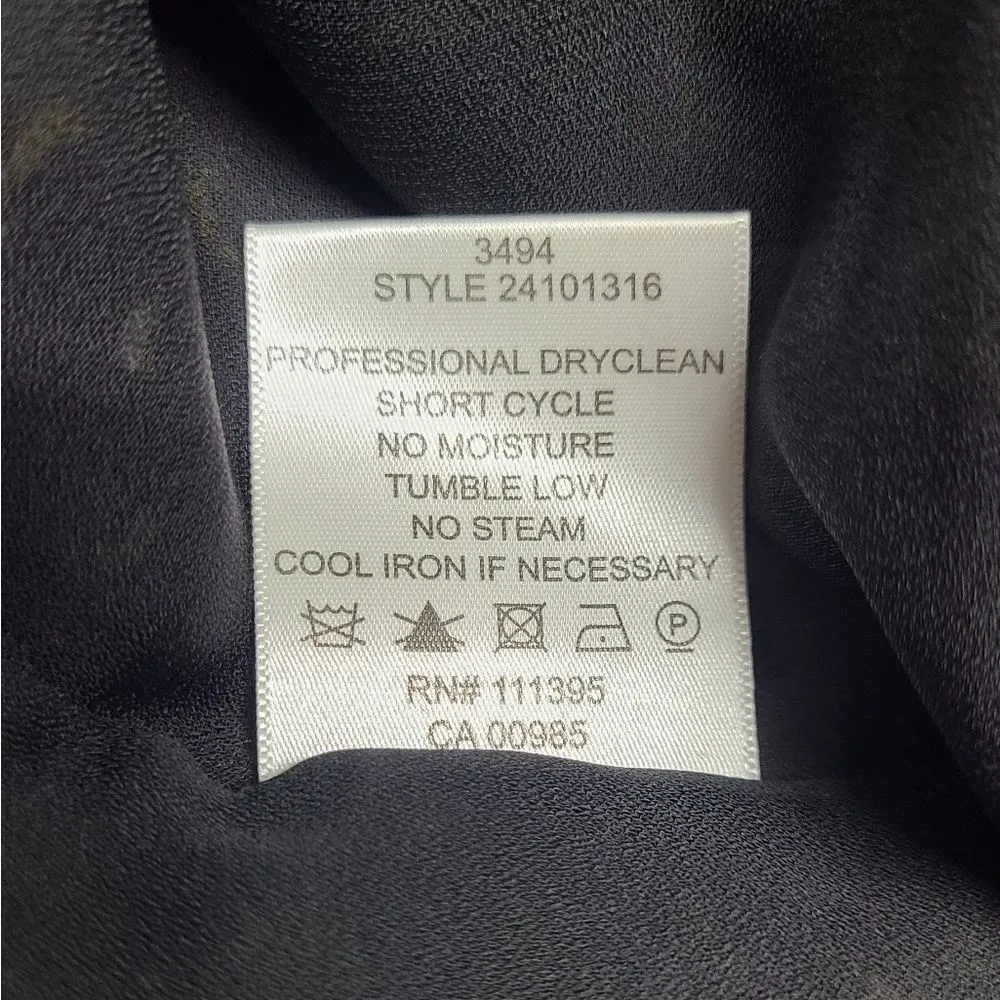 3494
STYLE 24101316
PROFESSIONAL DRYCLEAN
SHORT CYCLE
NO MOISTURE
TUMBLE LOW
NO STEAM
COOL IRON IF NECESSARY
P
RN# 111395
CA 00985